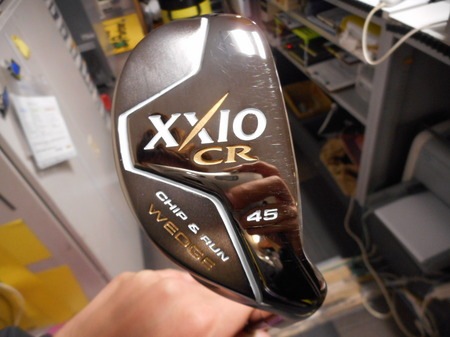 XXIO
CR
45
CHIP & RUN
WEDGE